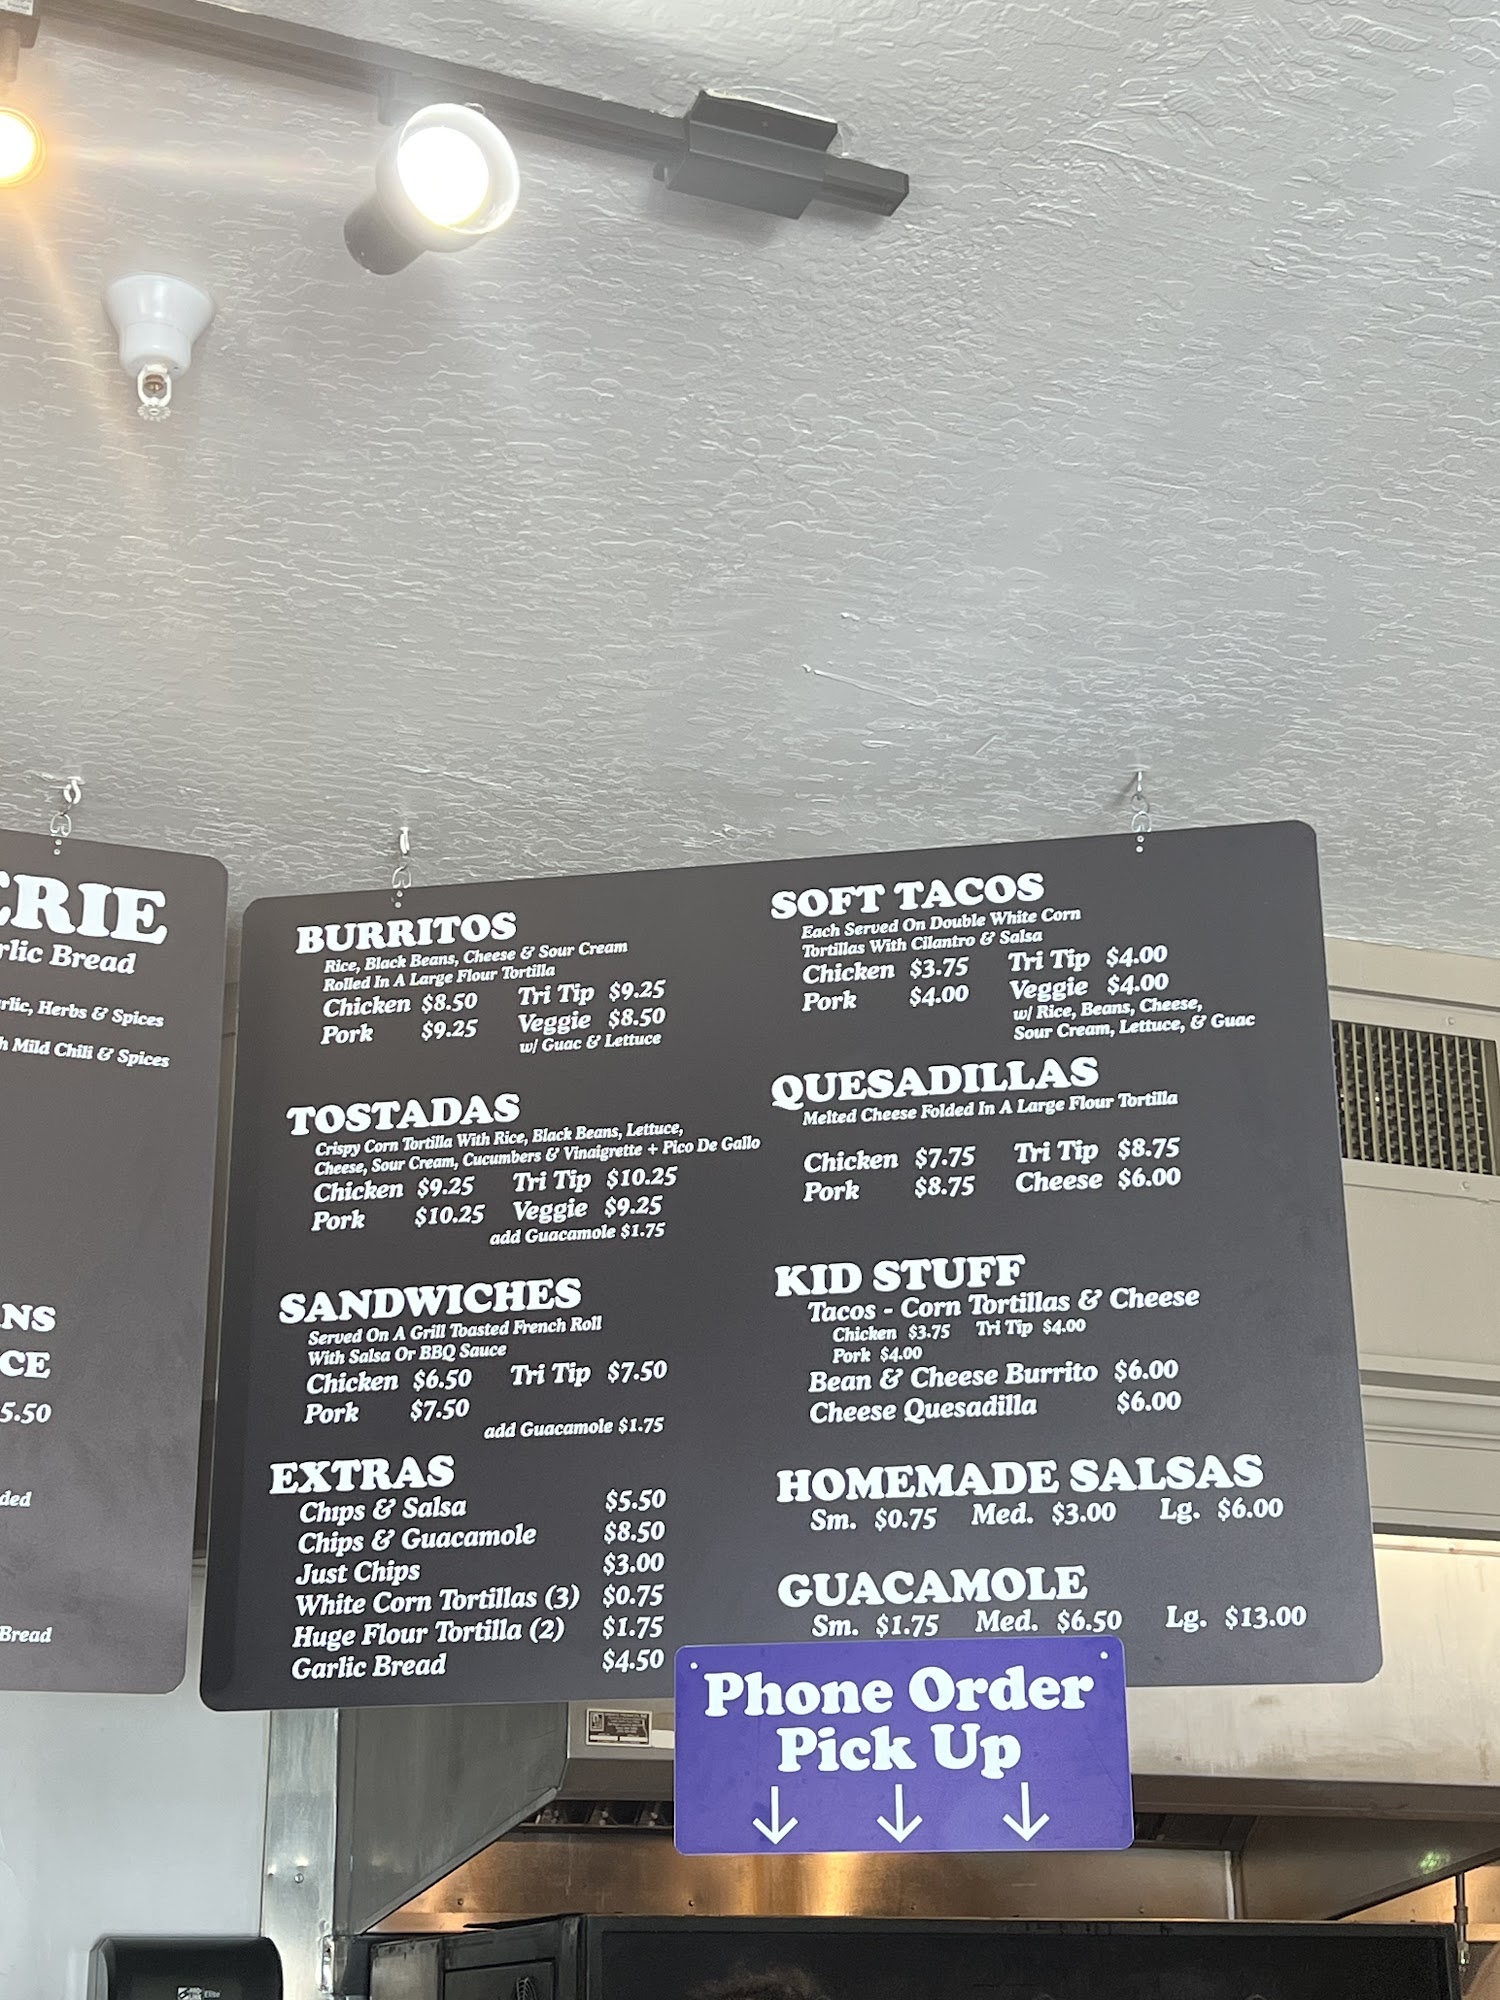 ERIE
rlic Bread
rlic, Herbs & Spices
h Mild Chili & Spices
NS
CE
5.50
ded
Bread
BURRITOS
Rice, Black Beans, Cheese & Sour Cream
Rolled In A Large Flour Tortilla
Chicken $8.50 Tri Tip $9.25
Pork $9.25 Veggie $8.50
w/ Guac & Lettuce
TOSTADAS
Crispy Corn Tortilla With Rice, Black Beans, Lettuce,
Cheese, Sour Cream, Cucumbers & Vinaigrette + Pico De Gallo
Chicken $9.25 Tri Tip $10.25
Pork $10.25 Veggie $9.25
add Guacamole $1.75
SANDWICHES
Served On A Grill Toasted French Roll
With Salsa Or BBQ Sauce
Chicken $6.50 Tri Tip $7.50
Pork $7.50
add Guacamole $1.75
EXTRAS
Chips & Salsa $5.50
Chips & Guacamole $8.50
Just Chips $3.00
White Corn Tortillas (3) $0.75
Huge Flour Tortilla (2) $1.75
Garlic Bread $4.50
SOFT TACOS
Each Served On Double White Corn
Tortillas With Cilantro & Salsa
Chicken $3.75 Tri Tip $4.00
Pork $4.00 Veggie $4.00
w/ Rice, Beans, Cheese,
Sour Cream, Lettuce, & Guac
QUESADILLAS
Melted Cheese Folded In A Large Flour Tortilla
Chicken $7.75 Tri Tip $8.75
Pork $8.75 Cheese $6.00
KID STUFF
Tacos - Corn Tortillas & Cheese
Chicken $3.75 Tri Tip $4.00
Pork $4.00
Bean & Cheese Burrito $6.00
Cheese Quesadilla $6.00
HOMEMADE SALSAS
Sm. $0.75 Med. $3.00 Lg. $6.00
GUACAMOLE
Sm. $1.75 Med. $6.50 Lg. $13.00
Phone Order
Pick Up
Elite